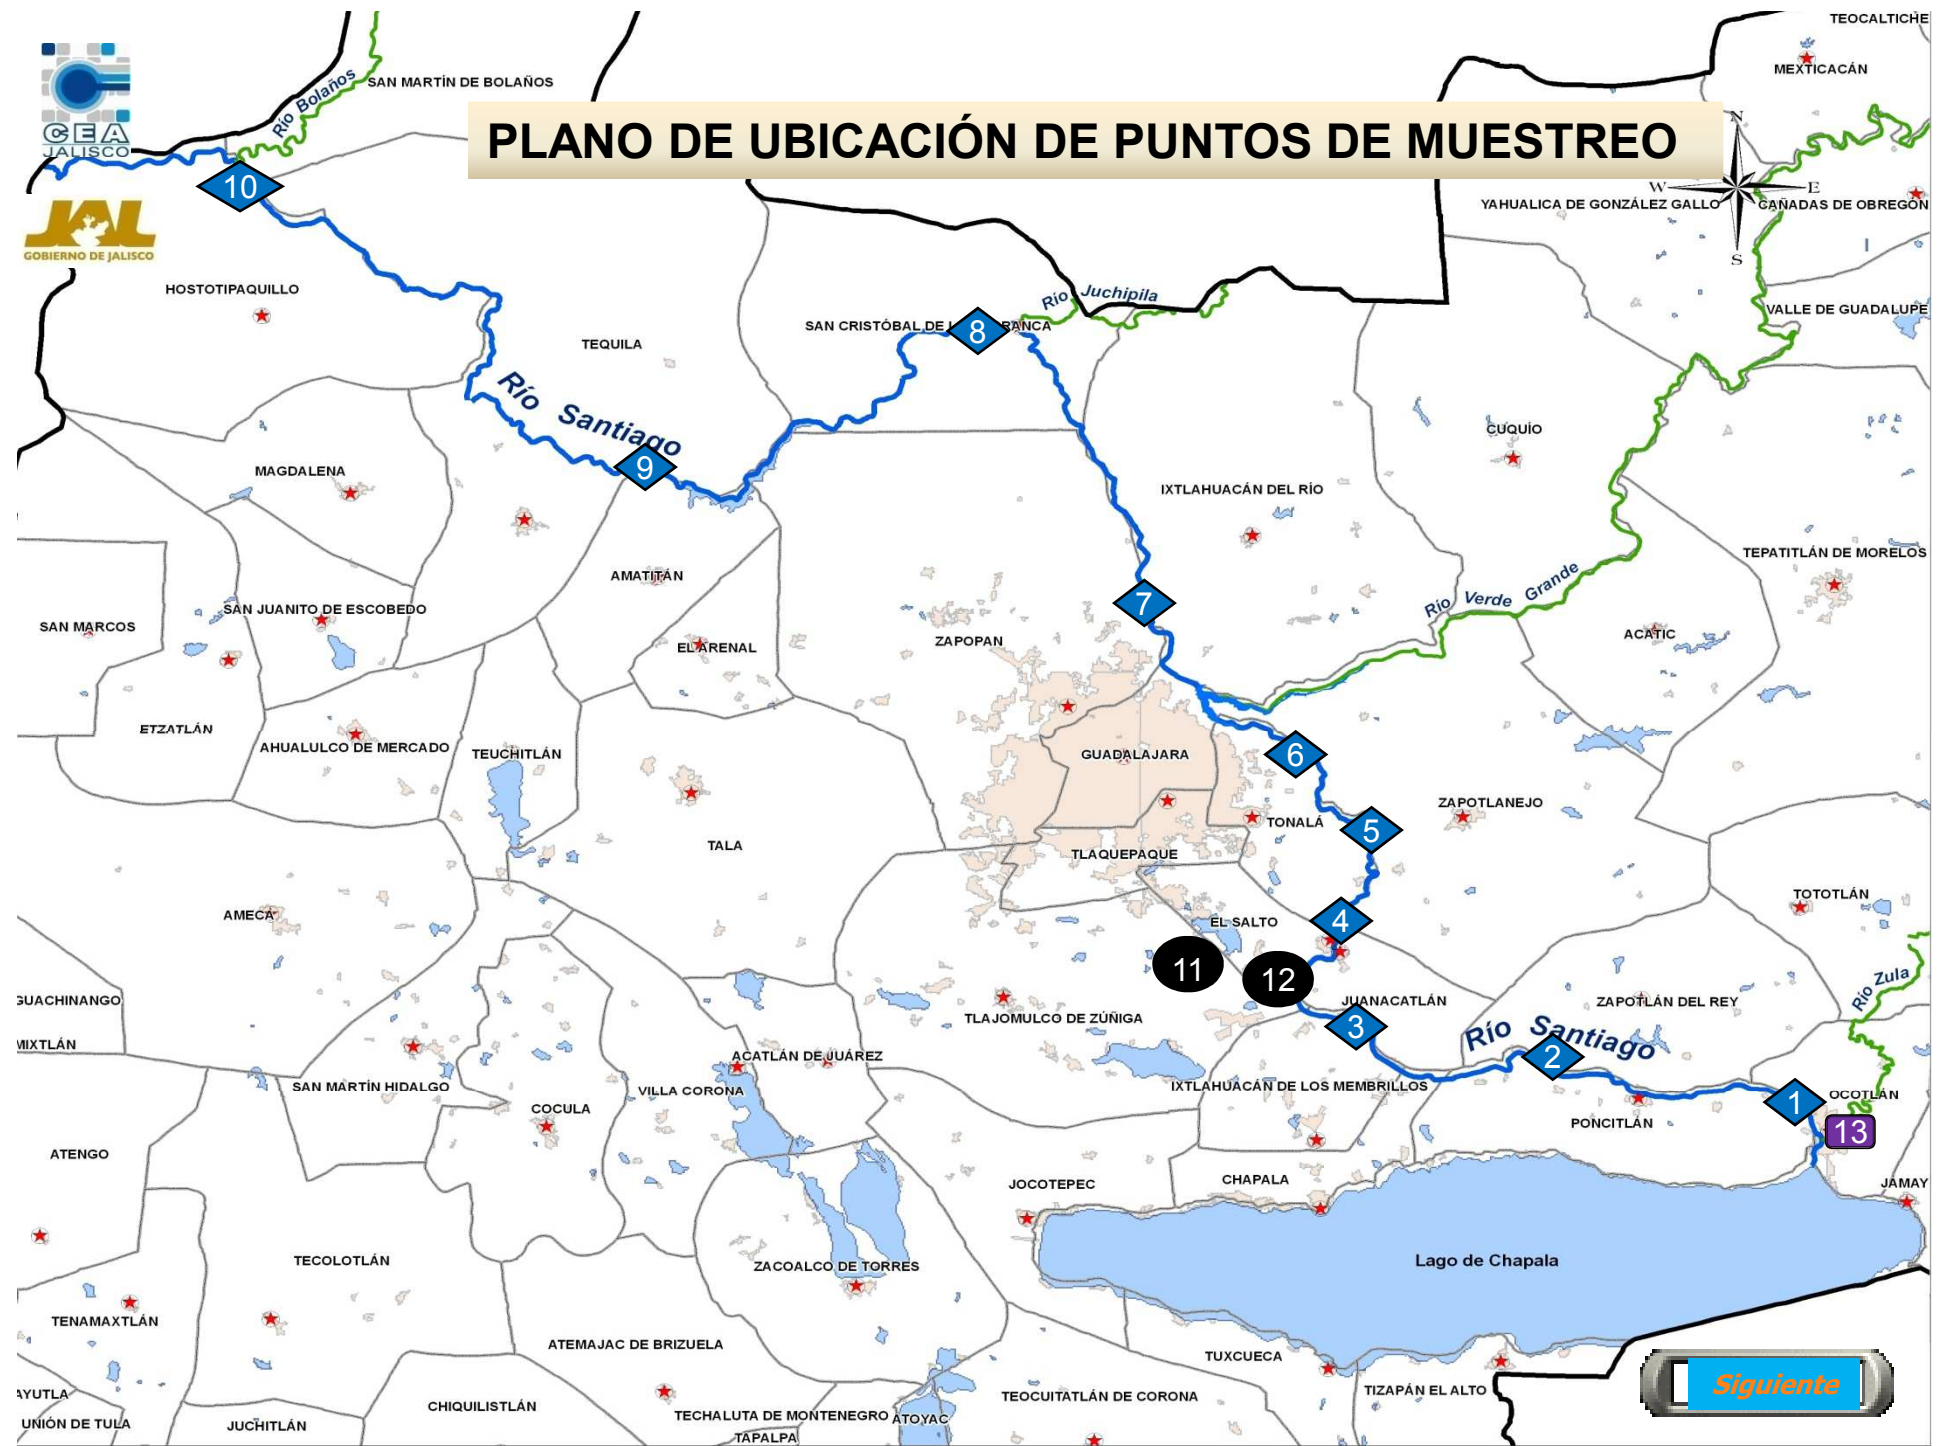 TEOCALTICHE
MEXTICACÁN
SAN MARTÍN DE BOLAÑOS
Río Bolaños
CEA
JALISCO
PLANO DE UBICACIÓN DE PUNTOS DE MUESTREO
N
W
E
S
10
YAHUALICA DE GONZÁLEZ GALLO
CAÑADAS DE OBREGÓN
JAL
GOBIERNO DE JALISCO
HOSTOTIPAQUILLO
Río Juchipila
VALLE DE GUADALUPE
SAN CRISTÓBAL DE L RANCA
8
TEQUILA
Río Santiago
CUQUÍO
MAGDALENA
9
IXTLAHUACÁN DEL RÍO
TEPATITLÁN DE MORELOS
AMATITÁN
Río Verde Grande
SAN JUANITO DE ESCOBEDO
7
SAN MARCOS
ZAPOPAN
ACATIC
EL ARENAL
ETZATLÁN
AHUALULCO DE MERCADO
TEUCHITLÁN
GUADALAJARA
6
ZAPOTLANEJO
TONALÁ
5
TALA
TLAQUEPAQUE
TOTOTLÁN
AMECA
EL SALTO
4
11
12
Río Zula
GUACHINANGO
JUANACATLÁN
ZAPOTLÁN DEL REY
TLAJOMULCO DE ZÚÑIGA
3
Río Santiago
MIXTLÁN
ACATLÁN DE JUÁREZ
2
SAN MARTÍN HIDALGO
VILLA CORONA
IXTLAHUACÁN DE LOS MEMBRILLOS
1
OCOTLÁN
COCULA
PONCITLÁN
13
ATENGO
JOCOTEPEC
CHAPALA
JAMAY
TECOLOTLÁN
ZACOALCO DE TORRES
Lago de Chapala
TENAMAXTLÁN
ATEMAJAC DE BRIZUELA
TUXCUECA
Siguiente
AYUTLA
TEOCUITATLÁN DE CORONA
TIZAPÁN EL ALTO
CHIQUILISTLÁN
UNIÓN DE TULA
JUCHITLÁN
TECHALUTA DE MONTENEGRO
ATOYAC
TAPALPA